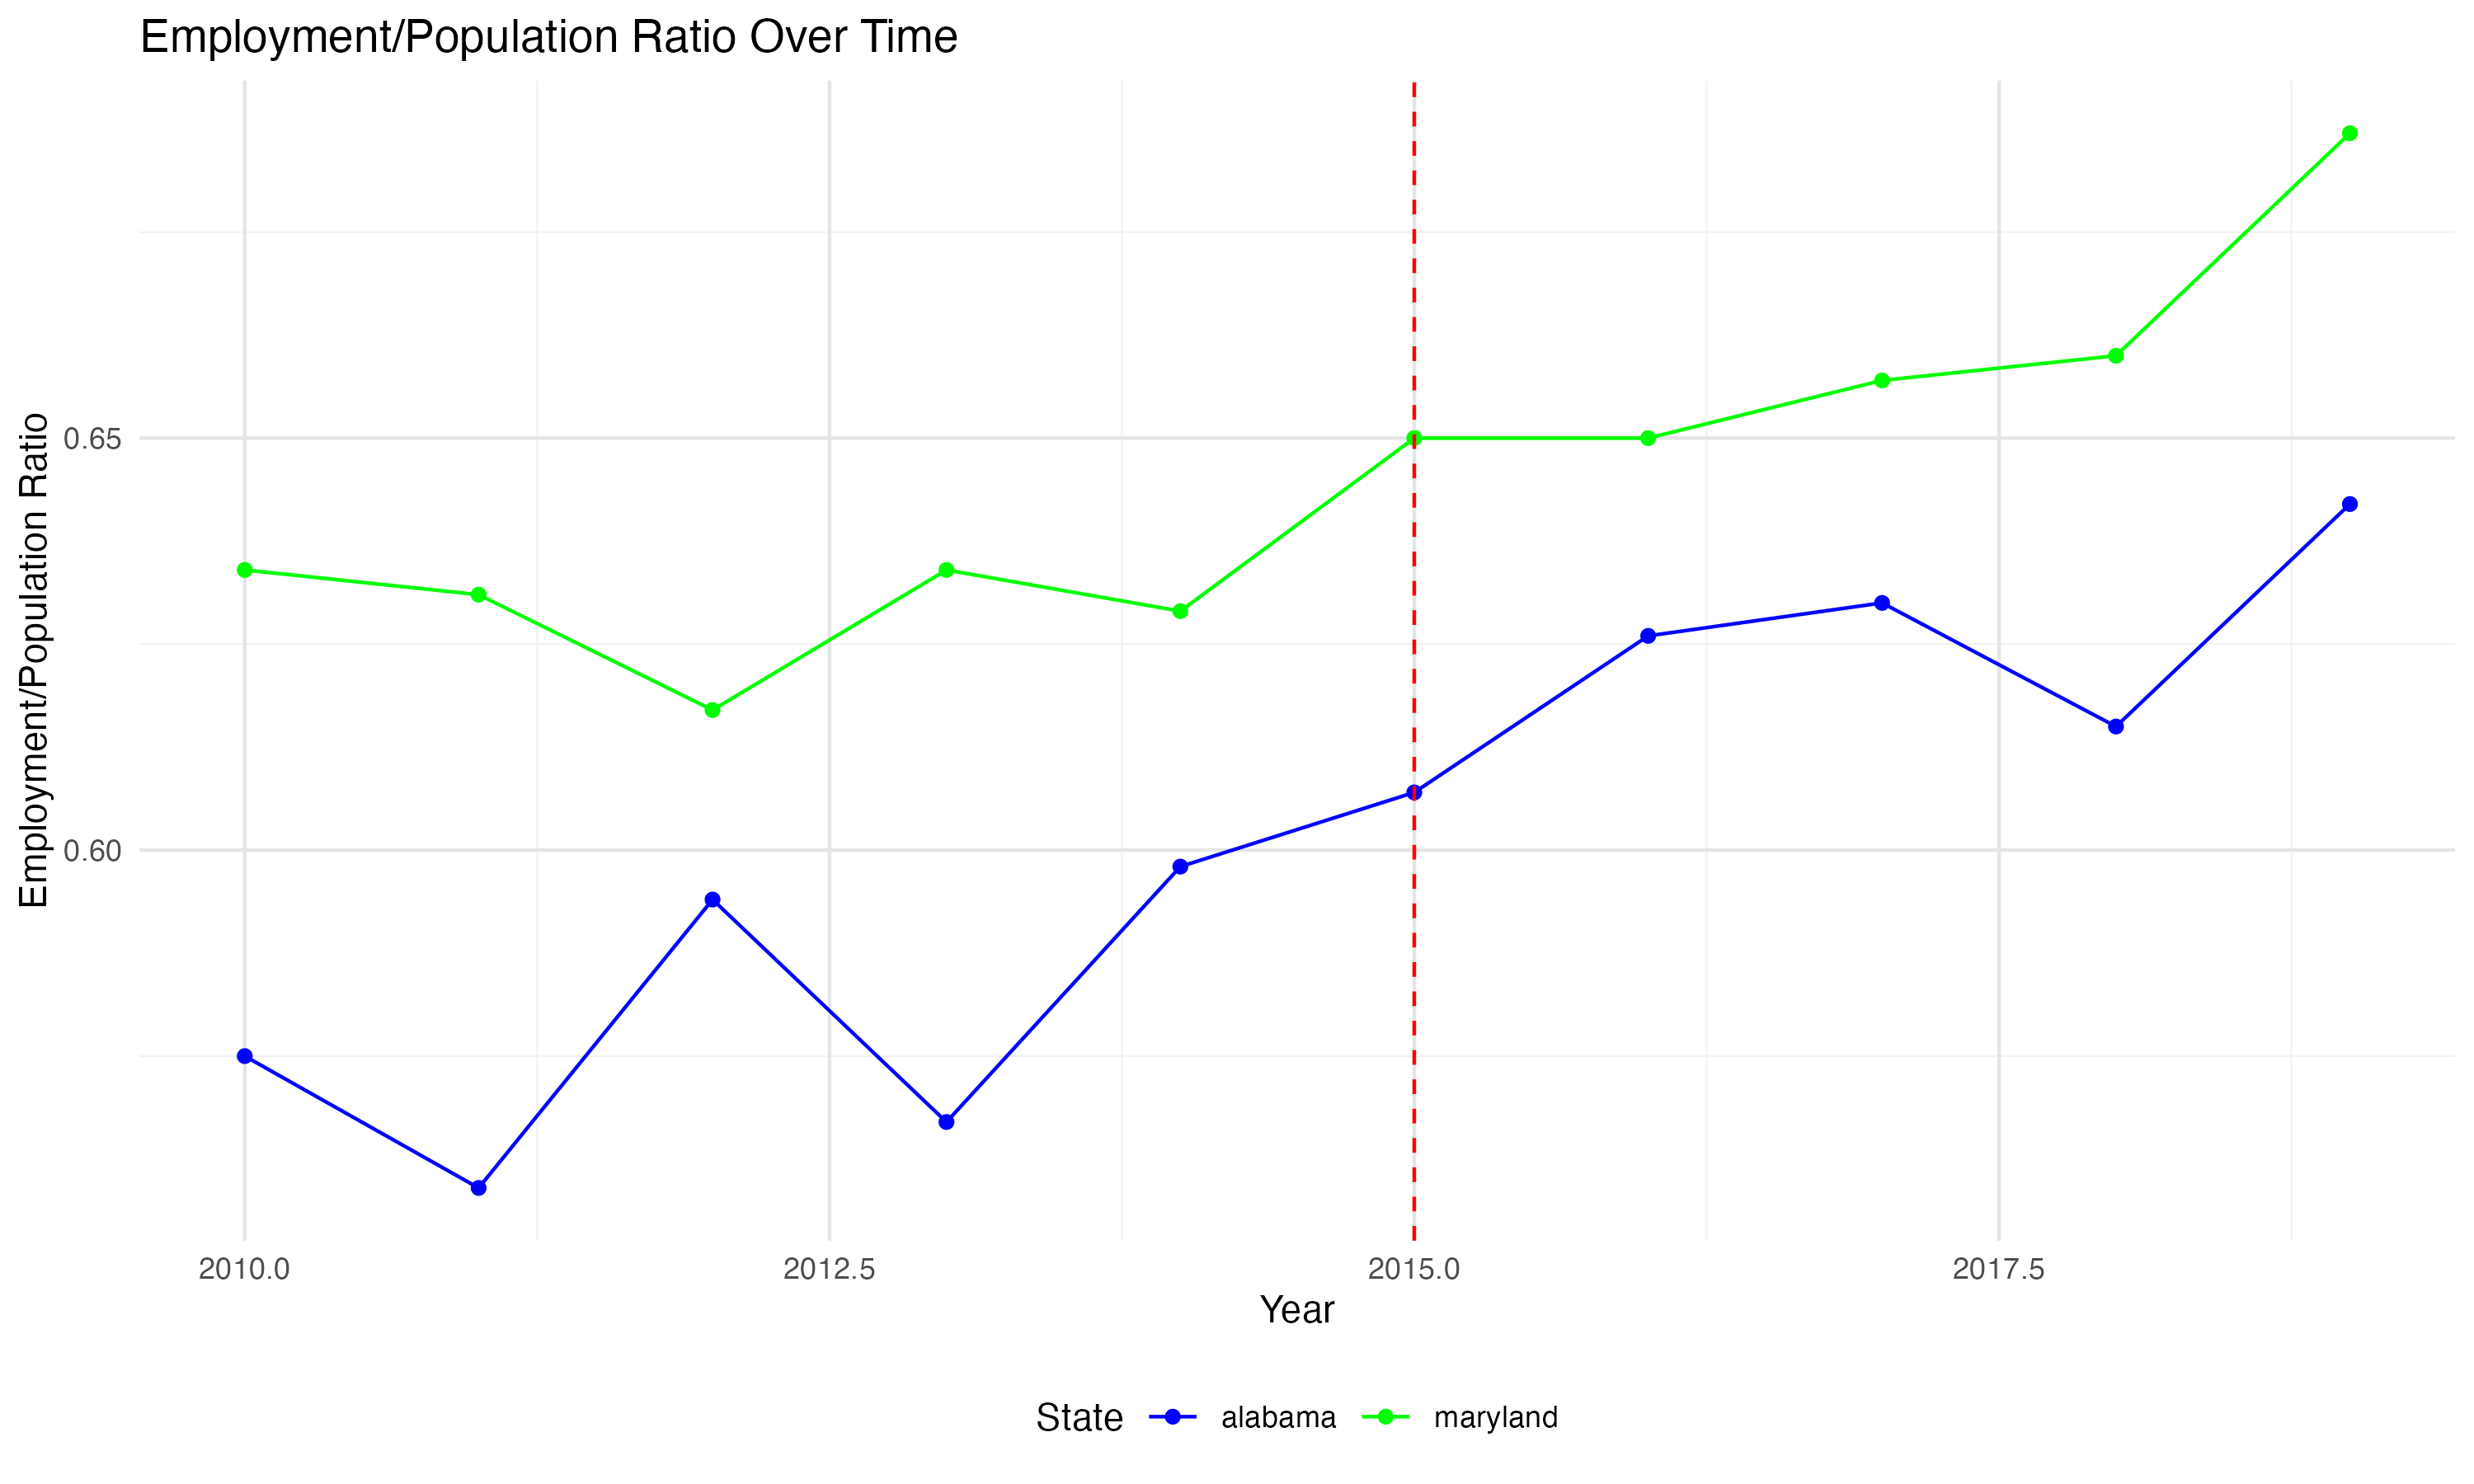 Employment/Population Ratio Over Time
Employment/Population Ratio
0.65
0.60
2010.0 2012.5 2015.0 2017.5
Year
State alabama maryland